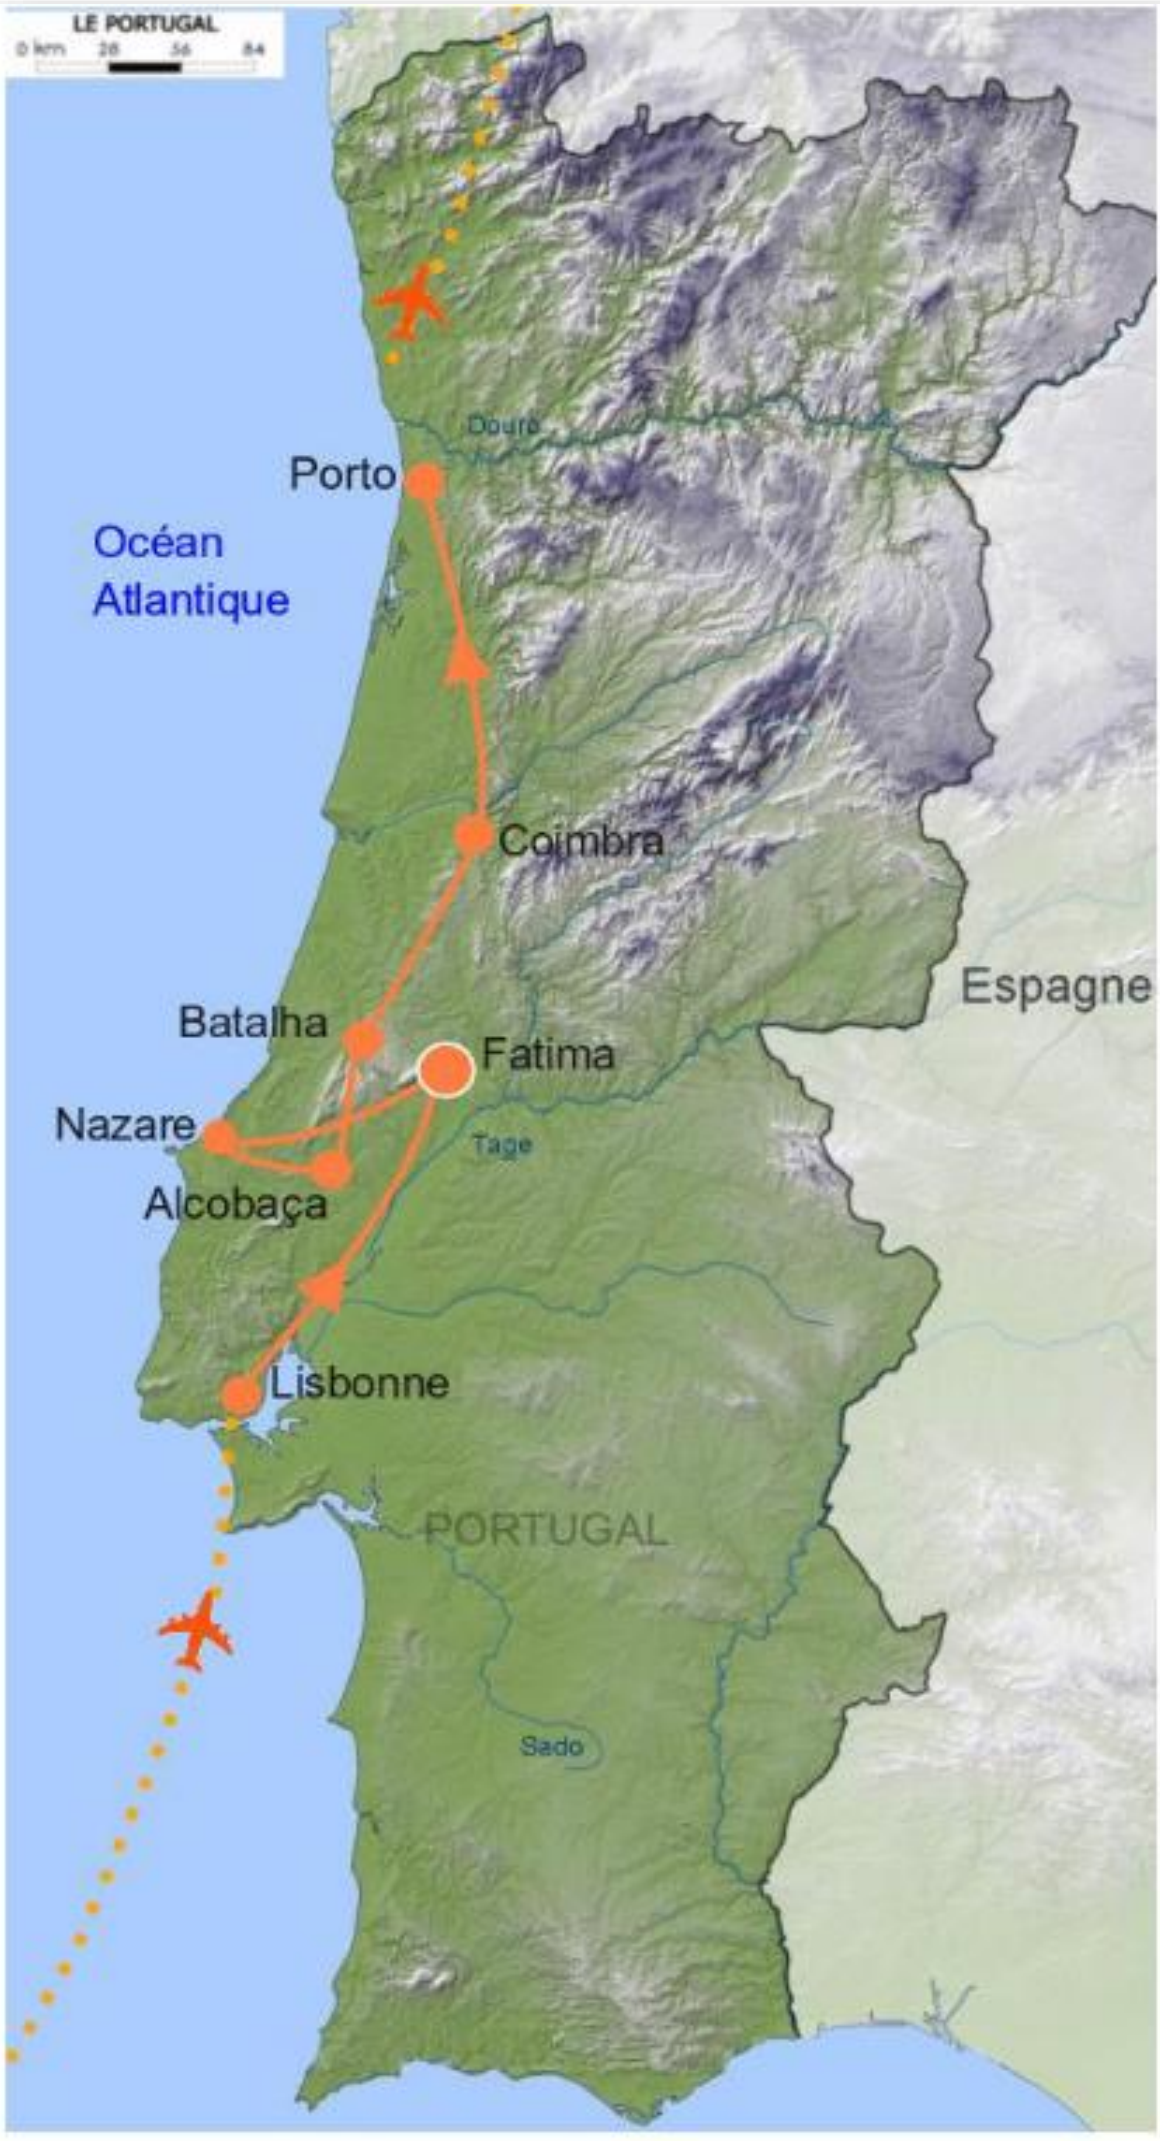 LE PORTUGAL
0 km 28 56 84
Douro
Porto
Océan
Atlantique
Coimbra
Espagne
Batalha
Fatima
Nazare
Tage
Alcobaça
Lisbonne
PORTUGAL
Sado